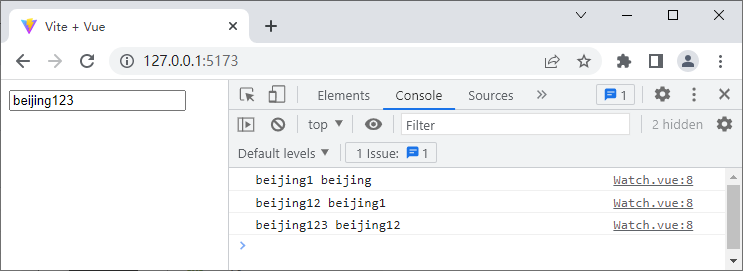 Vite + Vue
127.0.0.1:5173
beijing123
Elements Console Sources 1
top Filter 2 hidden
Default levels 1 Issue: 1
beijing1 beijing Watch.vue:8
beijing12 beijing1 Watch.vue:8
beijing123 beijing12 Watch.vue:8